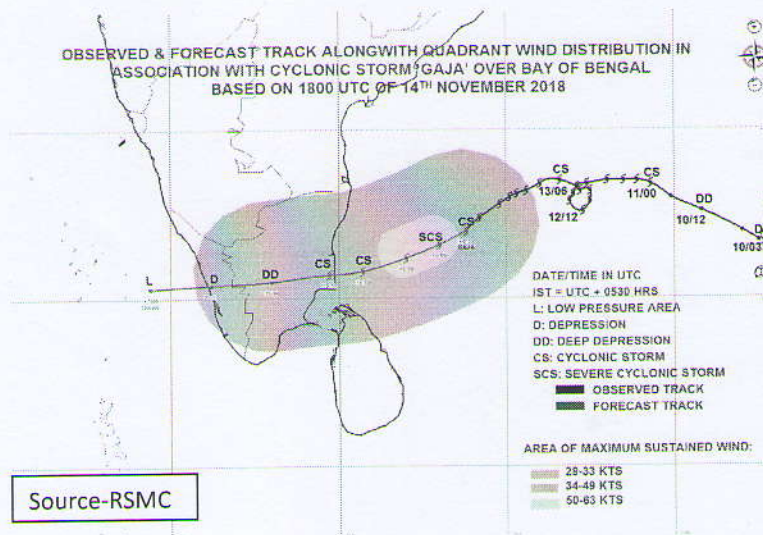 OBSERVED & FORECAST TRACK ALONGWITH QUADRANT WIND DISTRIBUTION IN
ASSOCIATION WITH CYCLONIC STORM 'GAJA' OVER BAY OF BENGAL
BASED ON 1800 UTC OF 14TH NOVEMBER 2018
CS
CS
13/06
11/00
DD
12/12
10/12
CS
D
SCS
10/03
CS
CS
DD
D
L
DATE/TIME IN UTC
IST = UTC + 0530 HRS
L: LOW PRESSURE AREA
D: DEPRESSION
DD: DEEP DEPRESSION
CS: CYCLONIC STORM
SCS: SEVERE CYCLONIC STORM
OBSERVED TRACK
FORECAST TRACK
AREA OF MAXIMUM SUSTAINED WIND:
28-33 KTS
34-49 KTS
50-63 KTS
Source-RSMC